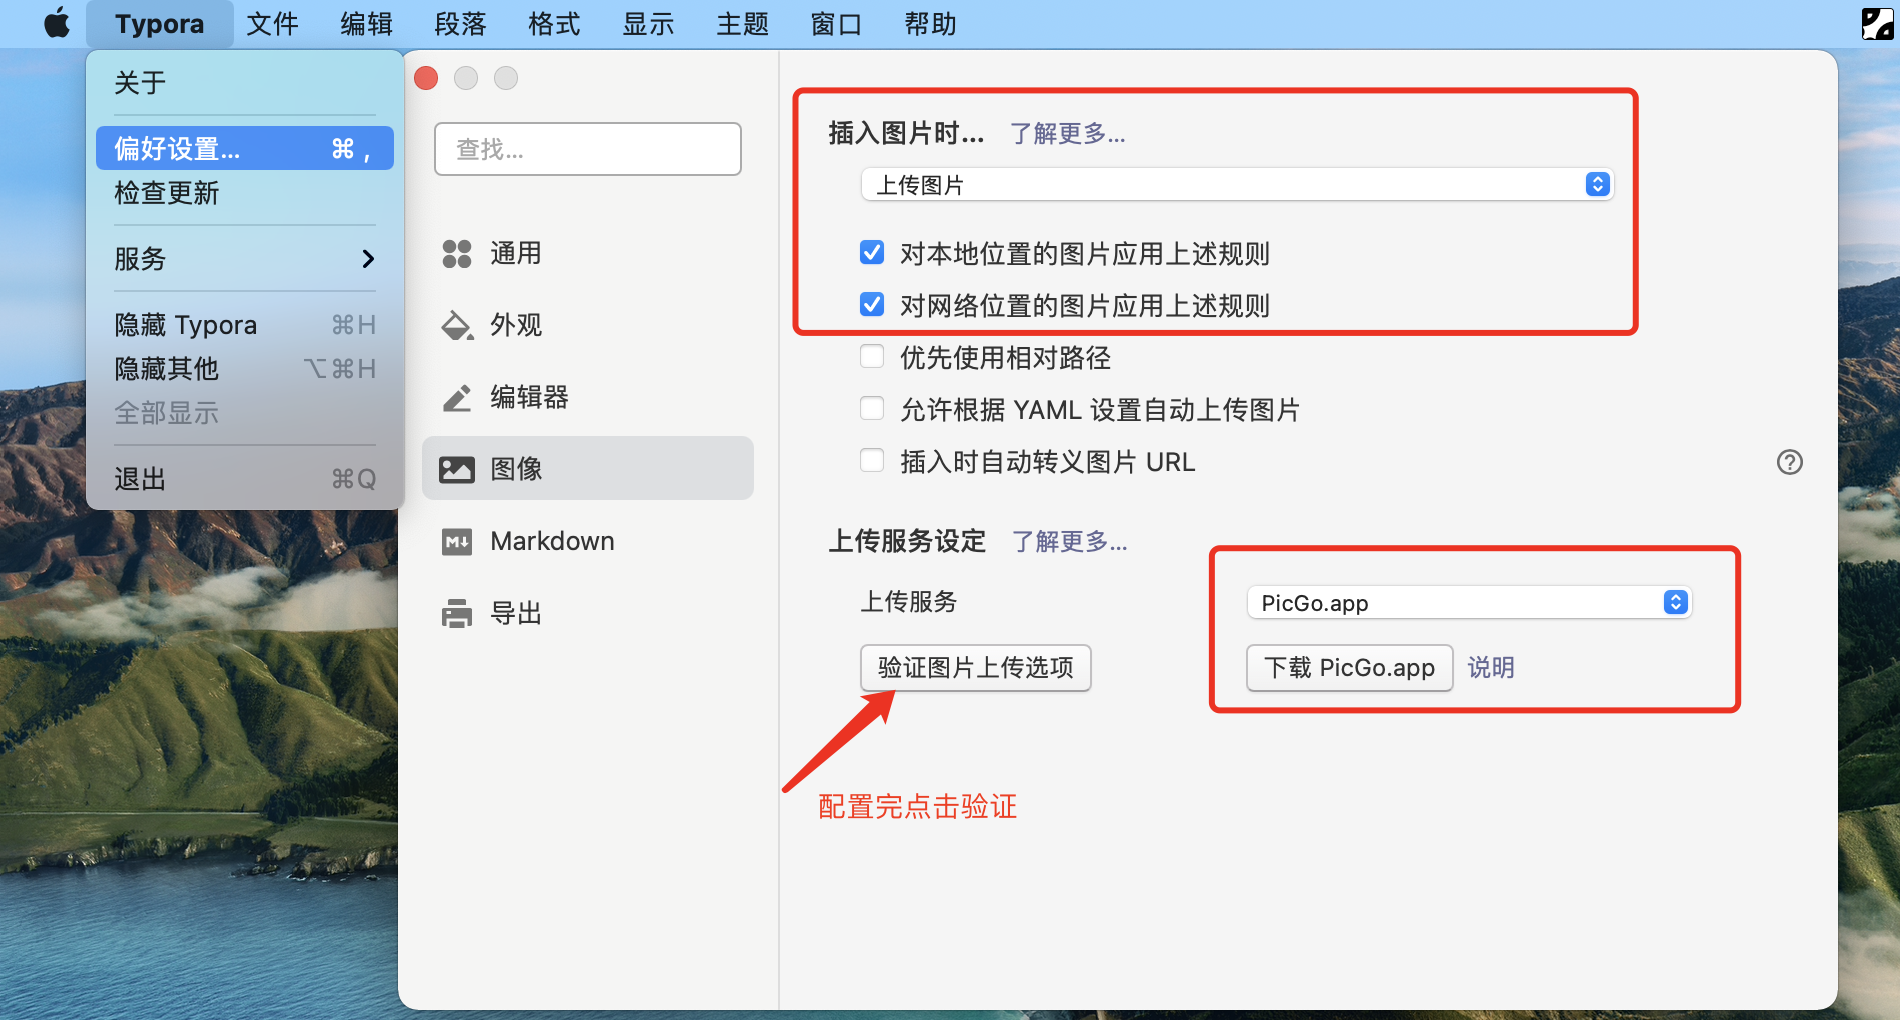 Typora 文件 编辑 段落 格式 显示 主题 窗口 帮助
关于
偏好设置... ⌘ ,
检查更新
服务
隐藏 Typora ⌘H
隐藏其他 ⌥⌘H
全部显示
退出 ⌘Q
查找...
通用
外观
编辑器
图像
Markdown
导出
插入图片时... 了解更多...
上传图片
对本地位置的图片应用上述规则
对网络位置的图片应用上述规则
优先使用相对路径
允许根据 YAML 设置自动上传图片
插入时自动转义图片 URL
上传服务设定 了解更多...
上传服务 PicGo.app
验证图片上传选项 下载 PicGo.app 说明
配置完点击验证